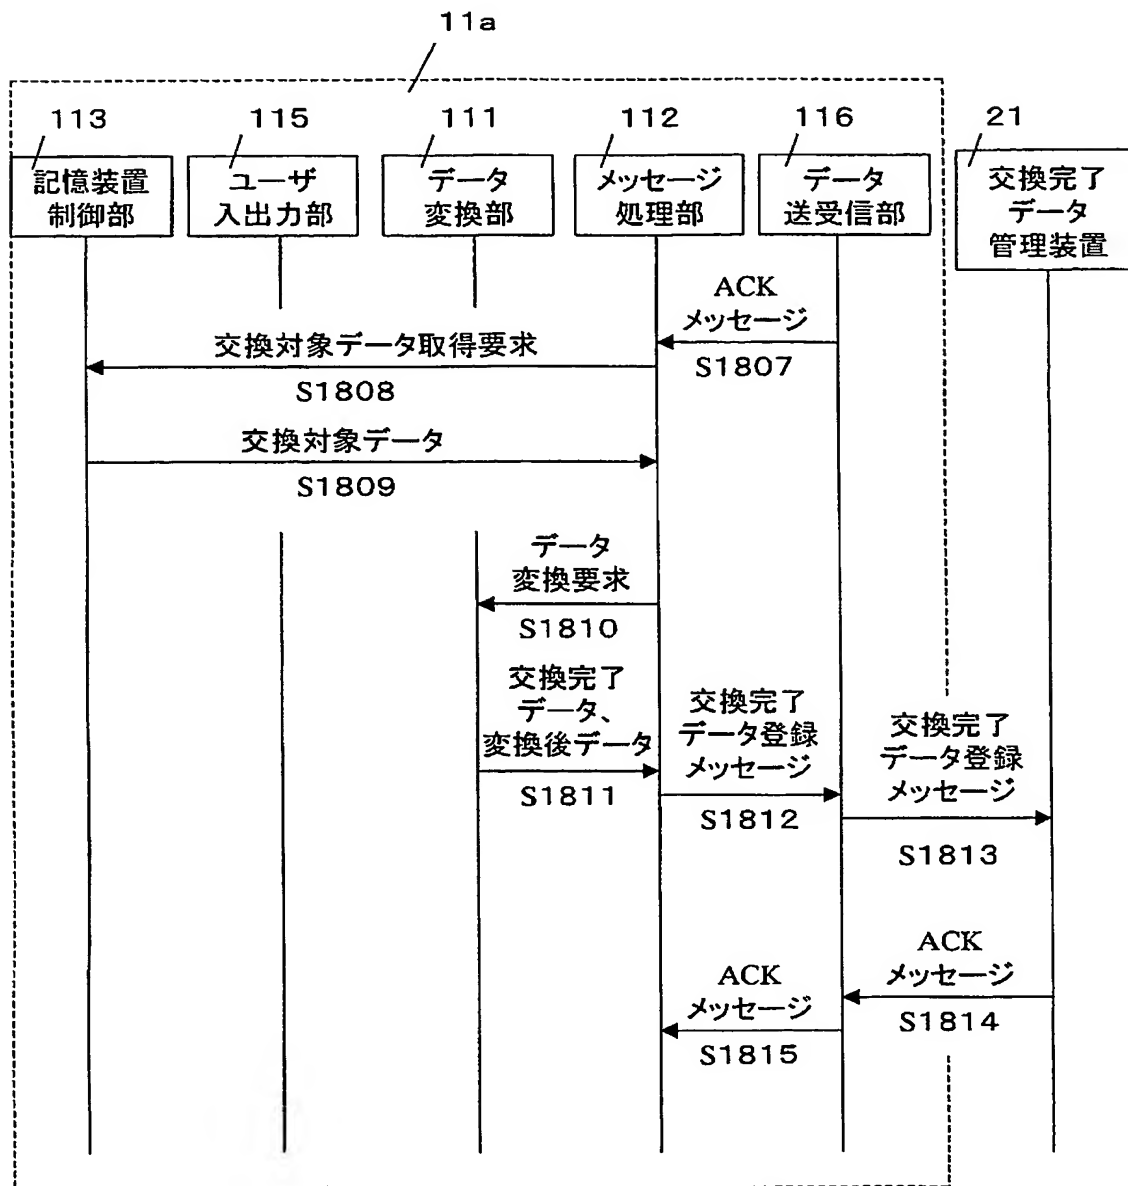 11a
113
115
111
112
116
21
記憶装置
制御部
ユーザ
入出力部
データ
変換部
メッセージ
処理部
データ
送受信部
交換完了
データ
管理装置
ACK
メッセージ
S1807
交換対象データ取得要求
S1808
交換対象データ
S1809
データ
変換要求
S1810
交換完了
データ、
変換後データ
S1811
交換完了
データ登録
メッセージ
S1812
交換完了
データ登録
メッセージ
S1813
ACK
メッセージ
S1814
ACK
メッセージ
S1815